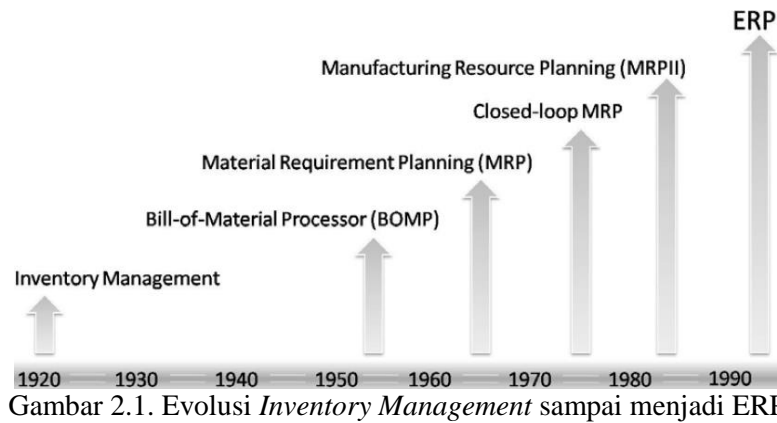 ERP
Manufacturing Resource Planning (MRPII)
Closed-loop MRP
Material Requirement Planning (MRP)
Bill-of-Material Processor (BOMP)
Inventory Management
1920 1930 1940 1950 1960 1970 1980 1990
Gambar 2.1. Evolusi Inventory Management sampai menjadi ERP